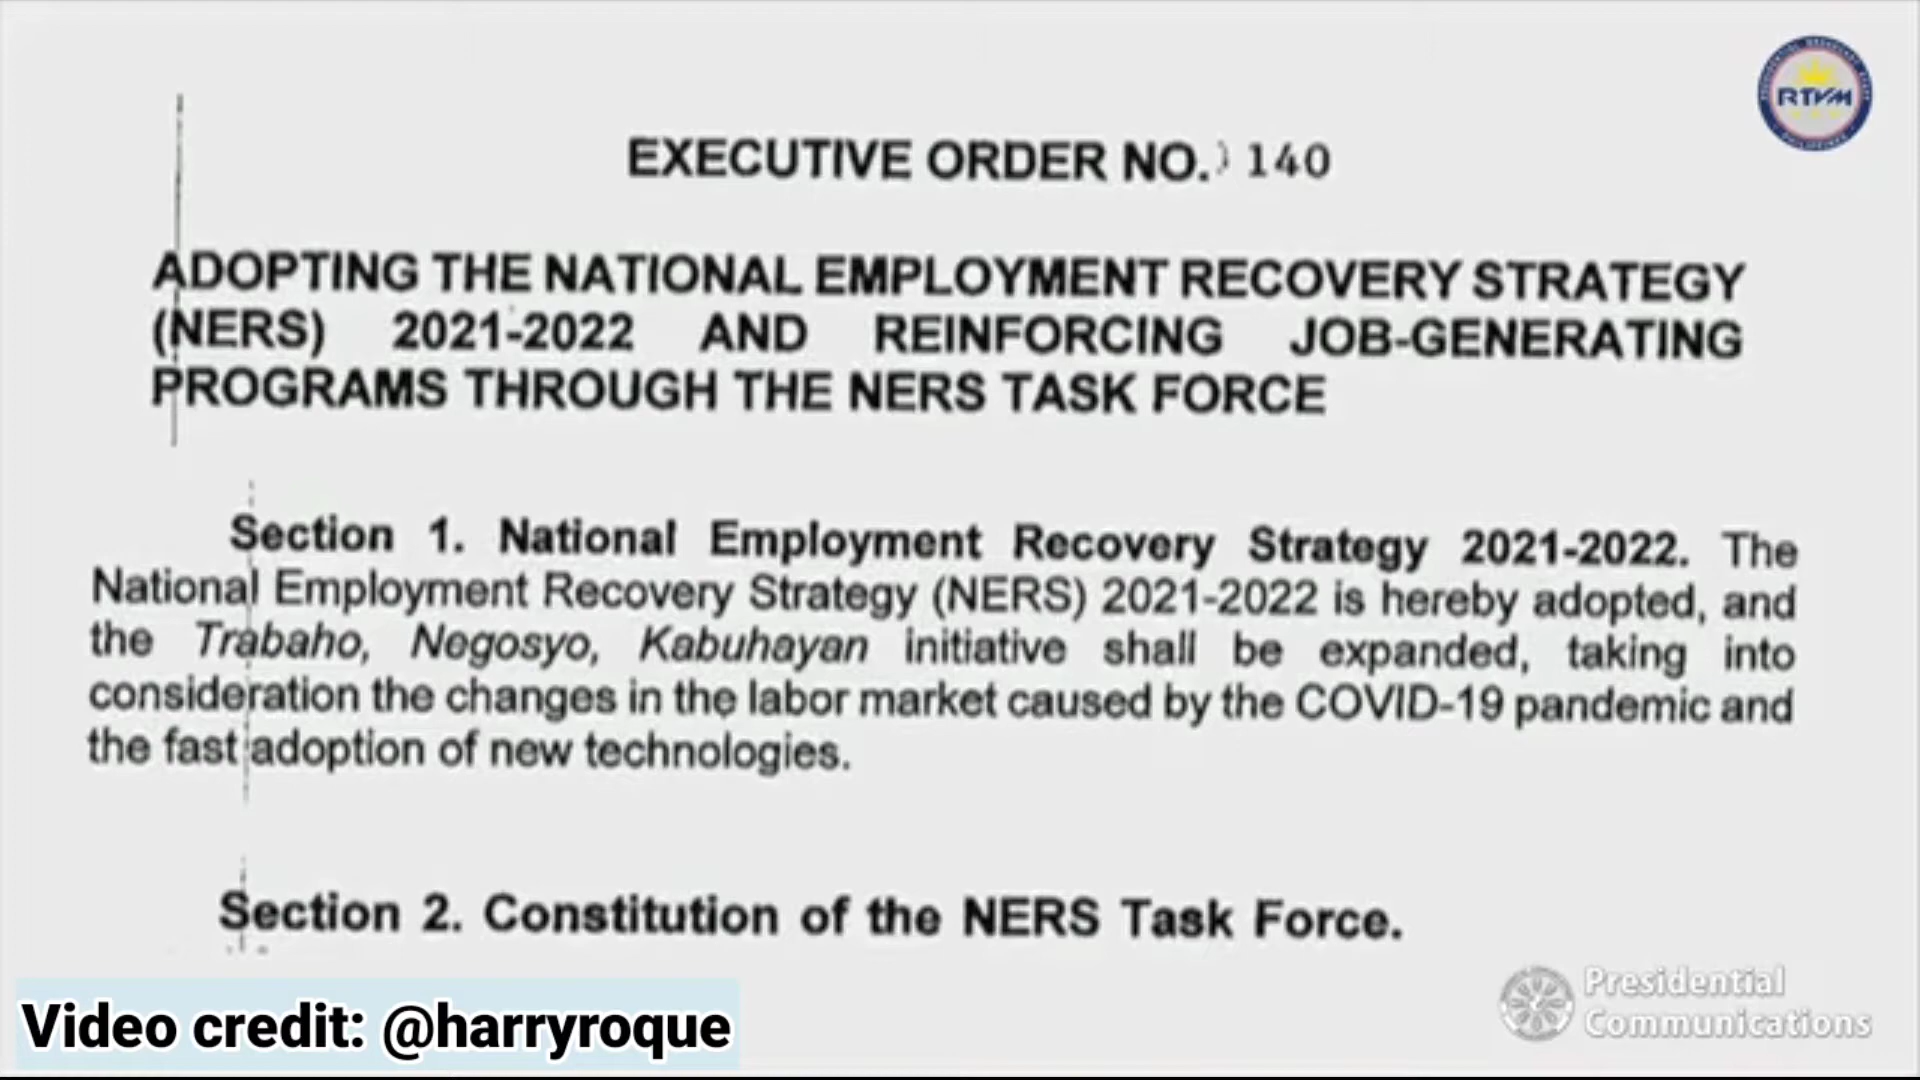 RTVM
EXECUTIVE ORDER NO. 140
ADOPTING THE NATIONAL EMPLOYMENT RECOVERY STRATEGY
(NERS) 2021-2022 AND REINFORCING JOB-GENERATING
PROGRAMS THROUGH THE NERS TASK FORCE
Section 1. National Employment Recovery Strategy 2021-2022. The
National Employment Recovery Strategy (NERS) 2021-2022 is hereby adopted, and
the Trabaho, Negosyo, Kabuhayan initiative shall be expanded, taking into
consideration the changes in the labor market caused by the COVID-19 pandemic and
the fast adoption of new technologies.
Section 2. Constitution of the NERS Task Force.
Video credit: @harryroque
Presidential
Communications